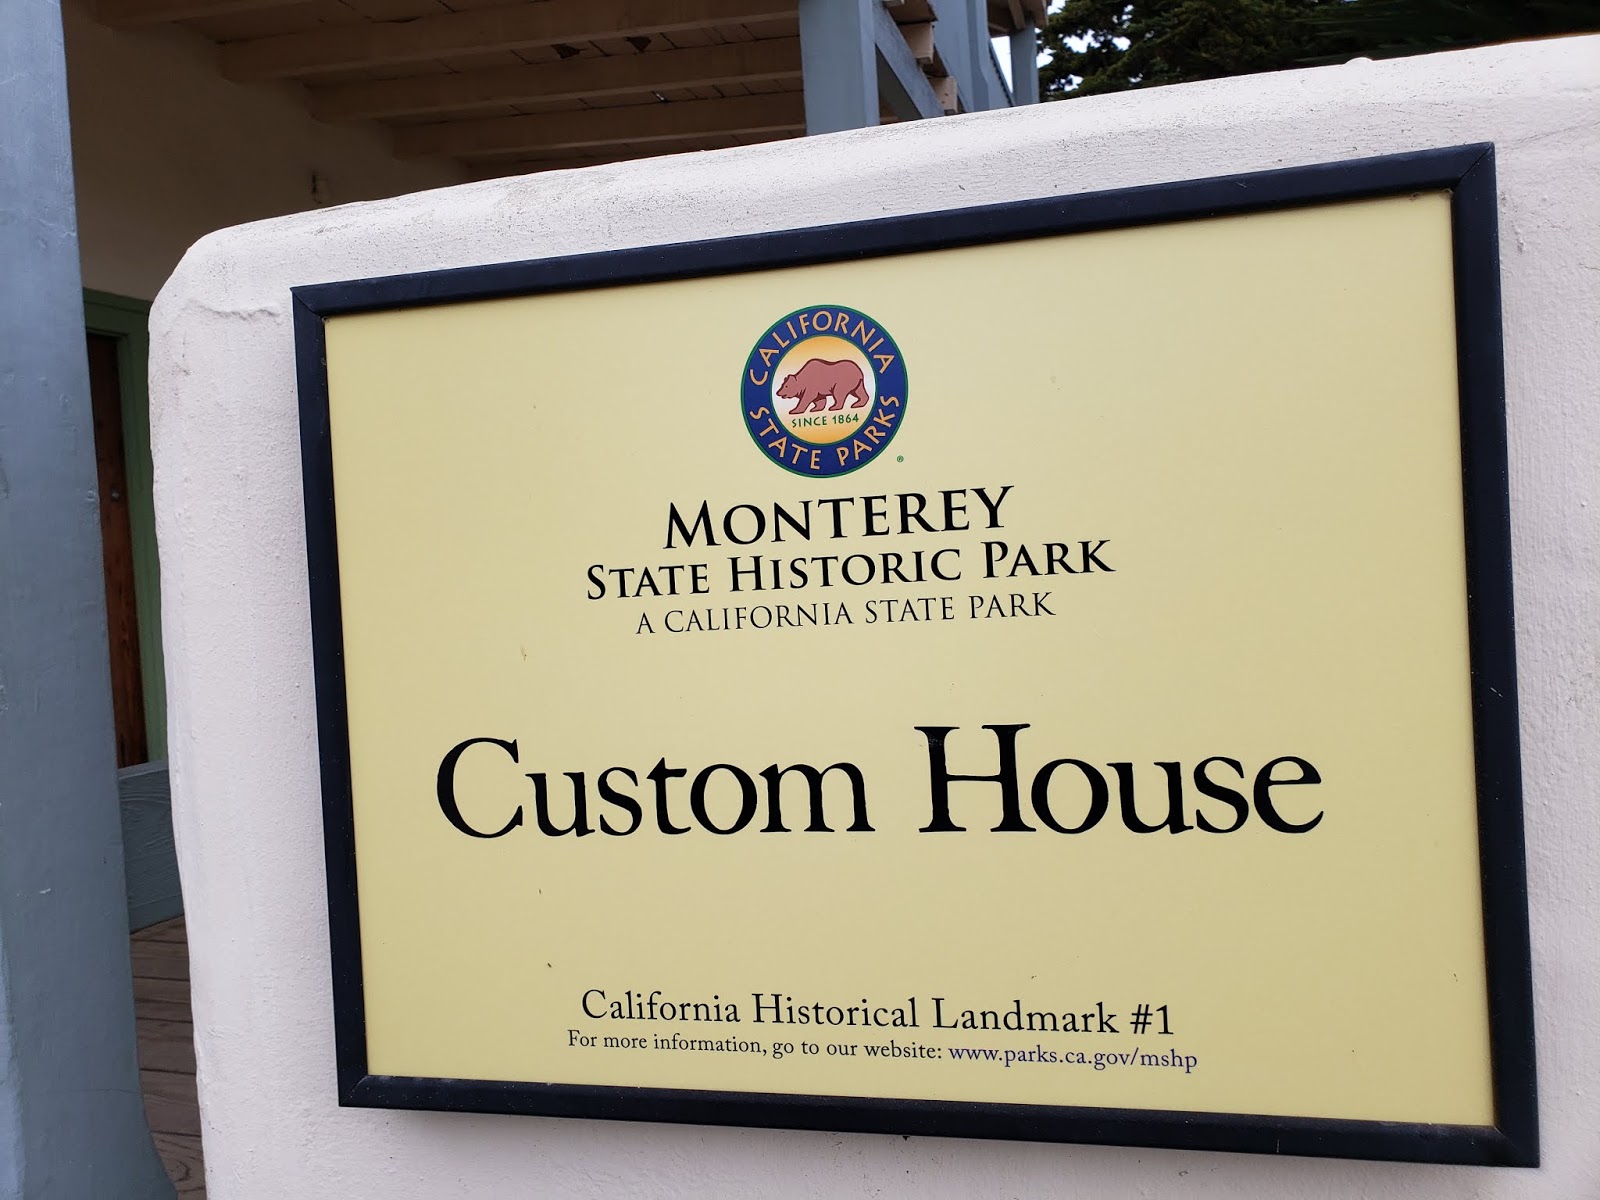 CALIFORNIA
SINCE 1864
STATE PARKS
®
MONTEREY
STATE HISTORIC PARK
A CALIFORNIA STATE PARK
Custom House
California Historical Landmark #1
For more information, go to our website: www.parks.ca.gov/mshp